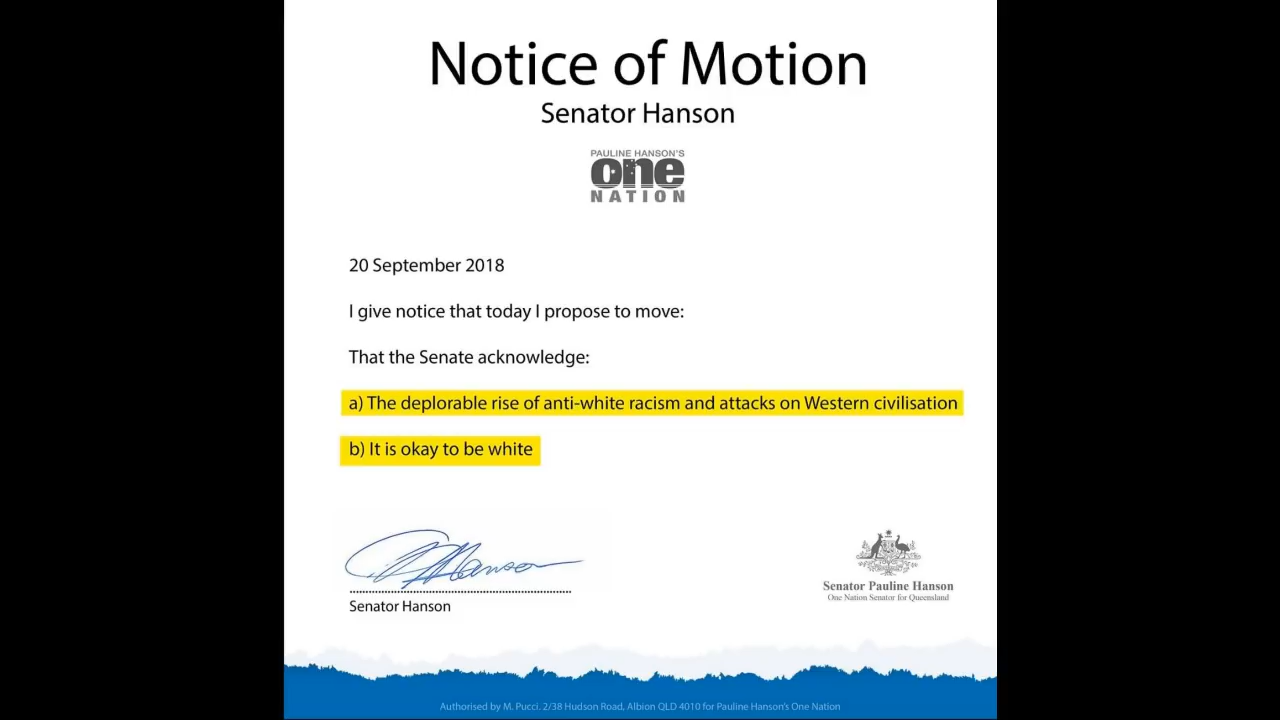 Notice of Motion
Senator Hanson
PAULINE HANSON'S
one
NATION
20 September 2018
I give notice that today I propose to move:
That the Senate acknowledge:
a) The deplorable rise of anti-white racism and attacks on Western civilisation
b) It is okay to be white
Senator Hanson
Senator Pauline Hanson
One Nation Senator for Queensland
Authorised by M. Pucci. 2/38 Hudson Road, Albion QLD 4010 for Pauline Hanson's One Nation